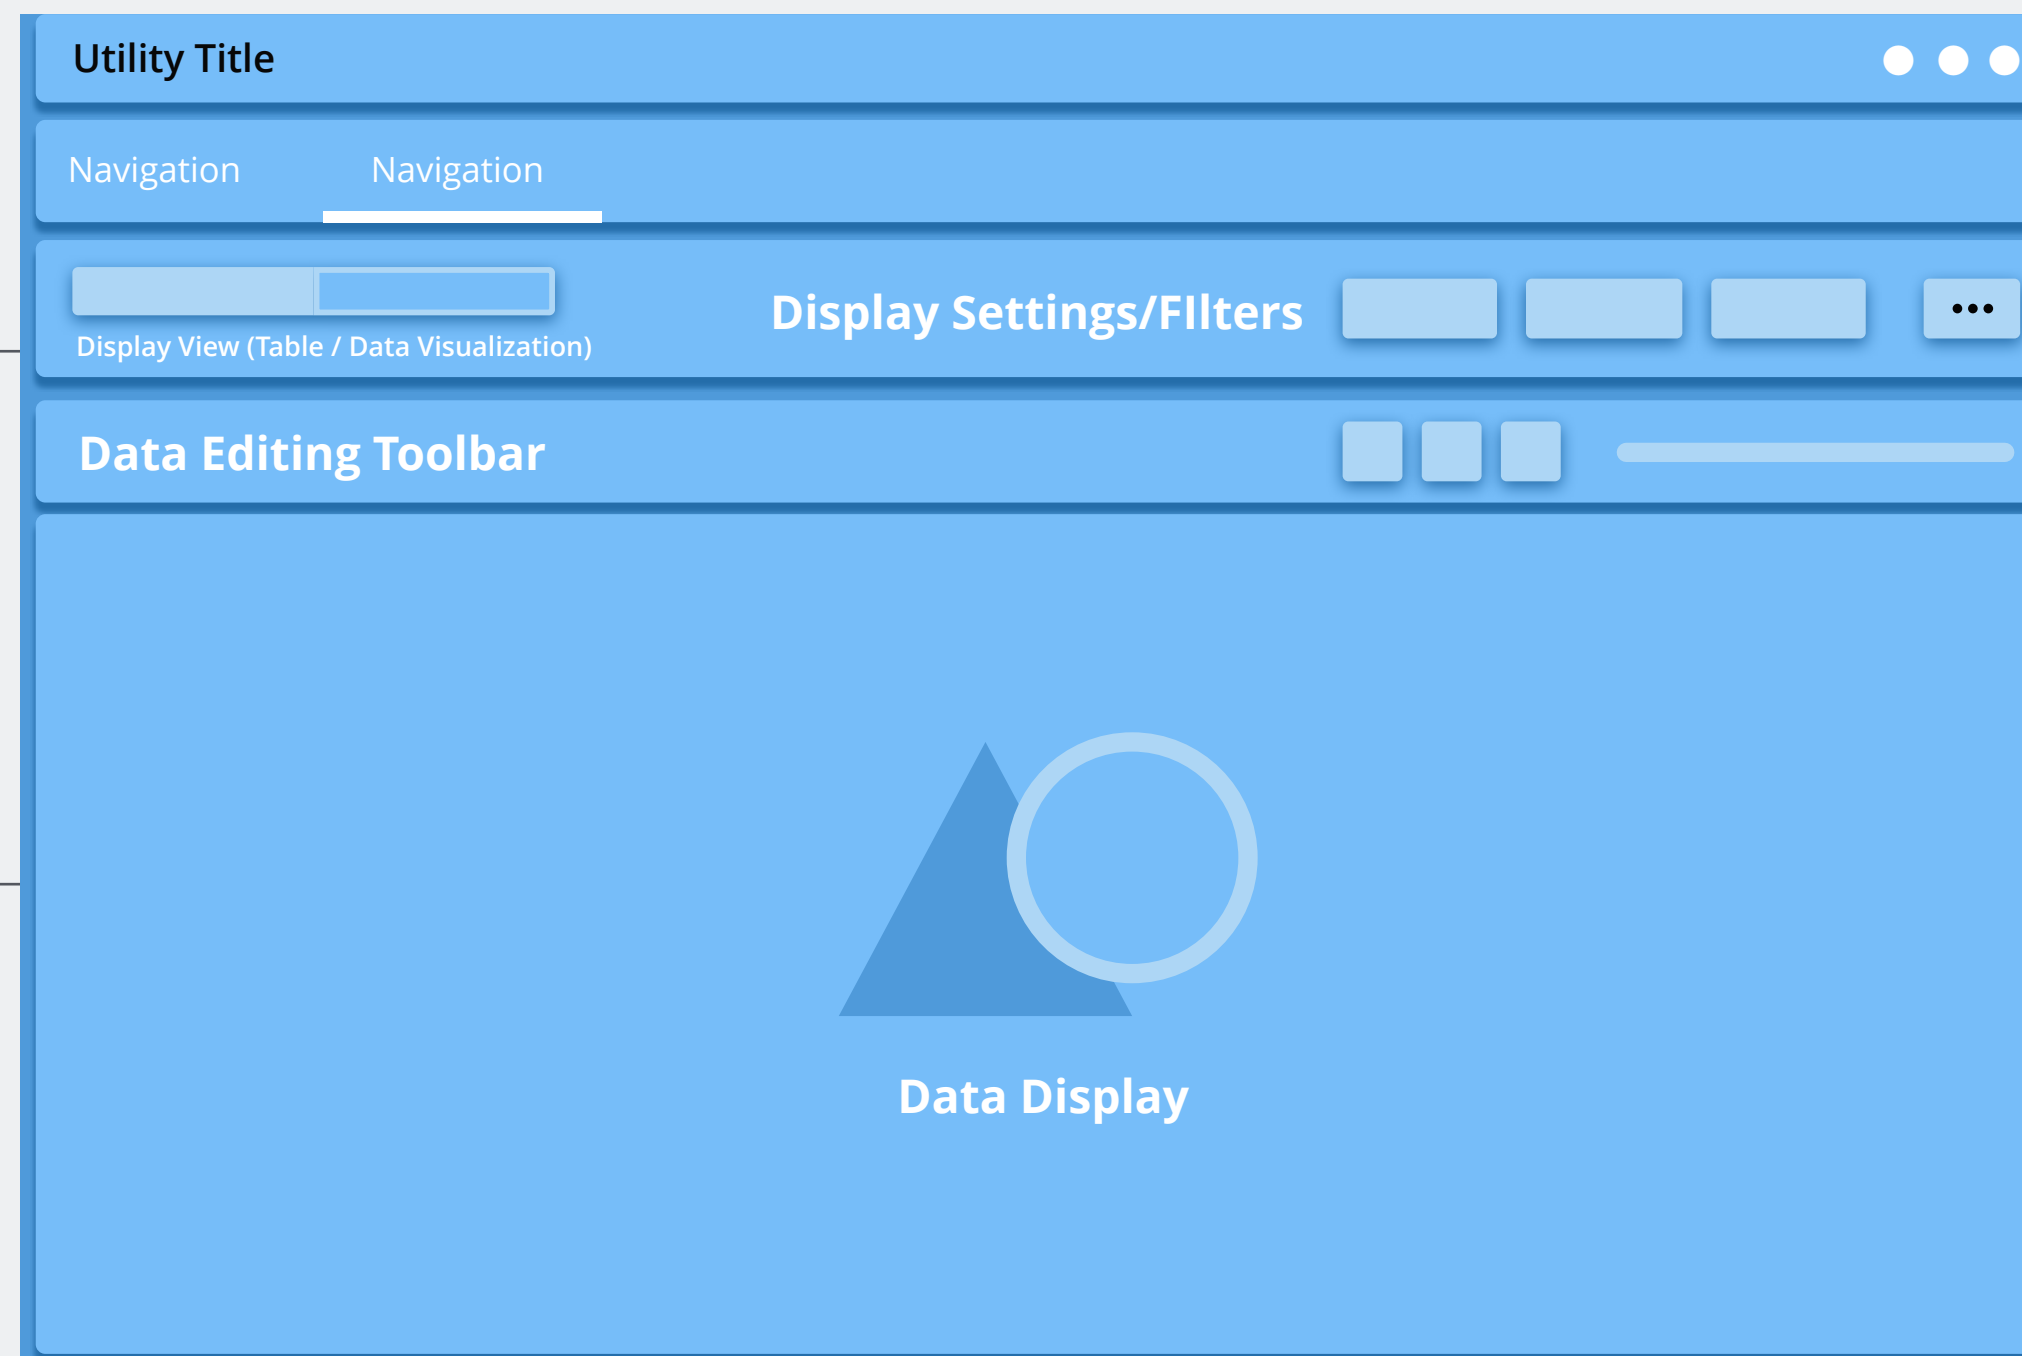 Utility Title
Navigation
Navigation
Display View (Table / Data Visualization)
Display Settings/FIlters
Data Editing Toolbar
Data Display